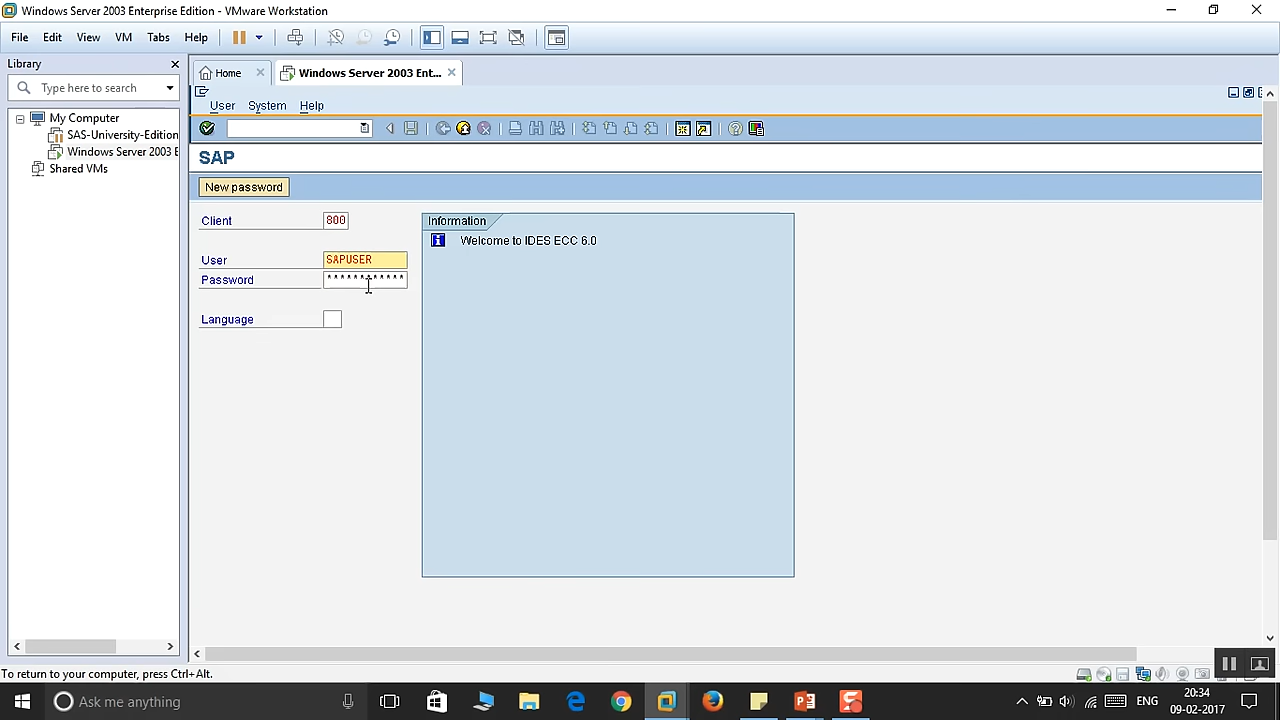 Windows Server 2003 Enterprise Edition - VMware Workstation
File Edit View VM Tabs Help
Library
Type here to search
My Computer
SAS-University-Edition
Windows Server 2003 E
Shared VMs
Home
Windows Server 2003 Ent...
User System Help
SAP
New password
Client 800
User SAPUSER
Password ************
Language
Information
Welcome to IDES ECC 6.0
To return to your computer, press Ctrl+Alt.
Ask me anything
ENG
20:34
09-02-2017